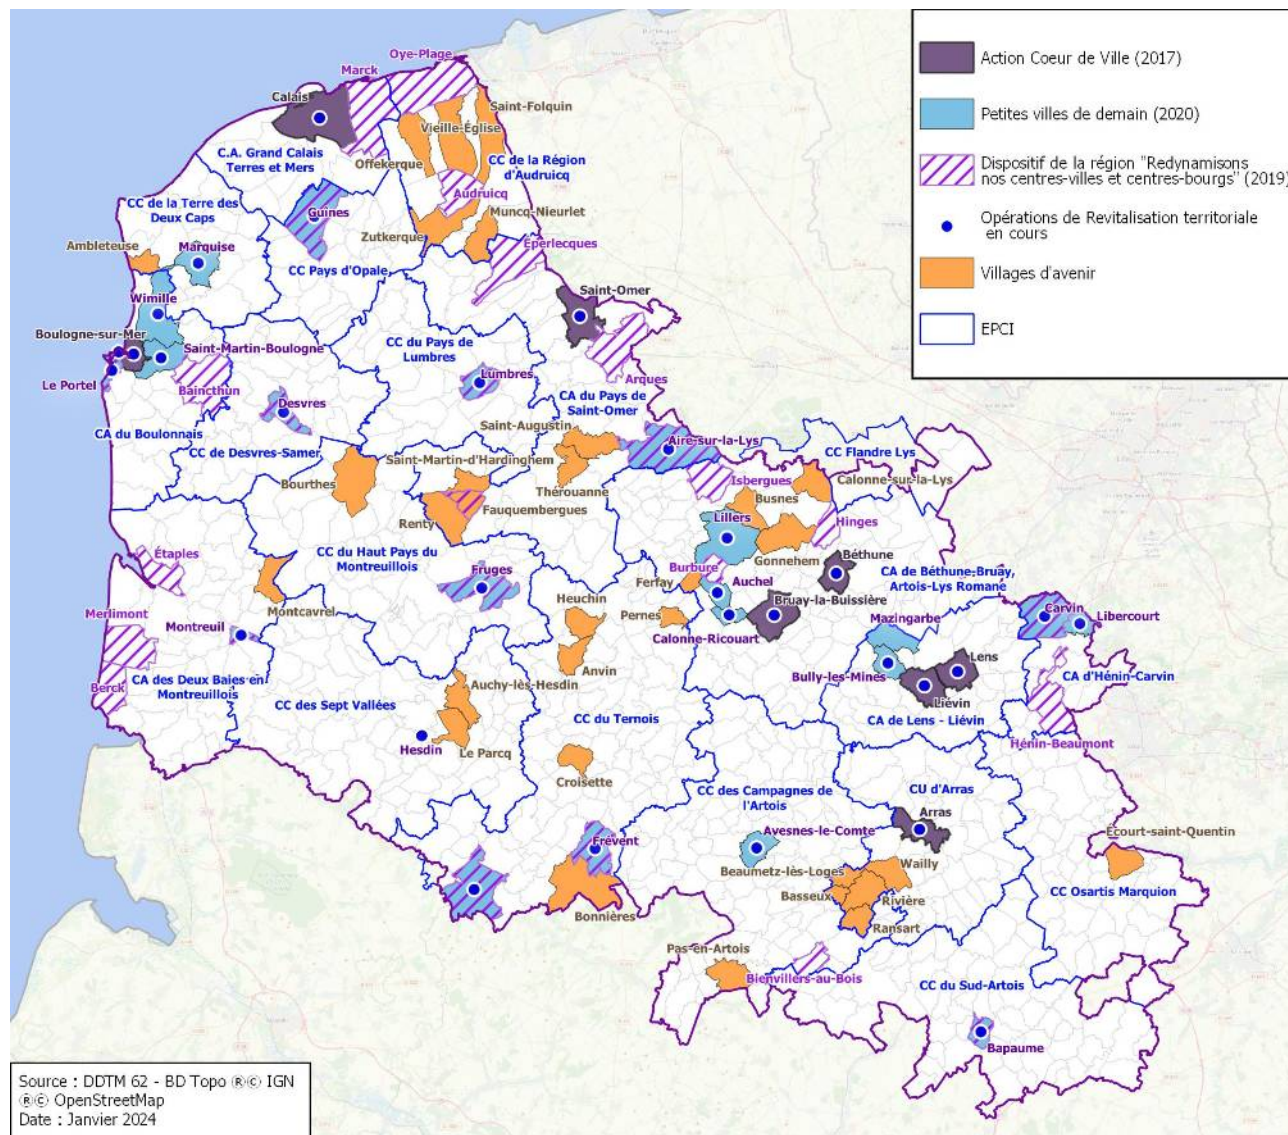 Action Coeur de Ville (2017)
Petites villes de demain (2020)
Dispositif de la région "Redynamisons
nos centres-villes et centres-bourgs" (2019)
Opérations de Revitalisation territoriale
en cours
Villages d'avenir
EPCI
Oye-Plage
Marck
Calais
Saint-Folquin
Vieille-Église
Offekerque
C.A. Grand Calais
Terres et Mers
CC de la Région
d'Audruicq
Audruicq
CC de la Terre des
Deux Caps
Guînes
Muncq-Nieurlet
Zutkerque
Ambleteuse
Marquise
Éperlecques
CC Pays d'Opale
Wimille
Saint-Omer
Boulogne-sur-Mer
Saint-Martin-Boulogne
CC du Pays de
Lumbres
Le Portel
Baincthun
Lumbres
Arques
Desvres
CA du Pays de
Saint-Omer
CA du Boulonnais
Saint-Augustin
Aire-sur-la-Lys
CC de Desvres-Samer
Saint-Martin-d'Hardinghem
CC Flandre Lys
Bourthes
Thérouanne
Isbergues
Calonne-sur-la-Lys
Busnes
Renty
Fauquembergues
Lillers
Hinges
Étaples
CC du Haut Pays du
Montreuillois
Gonnehem
Béthune
Burbure
Fruges
Ferfay
Auchel
CA de Béthune-Bruay,
Artois-Lys Romane
Montcavrel
Heuchin
Bruay-la-Buissière
Merlimont
Pernes
Carvin
Libercourt
Montreuil
Calonne-Ricouart
Mazingarbe
Anvin
Lens
Bully-les-Mines
CA des Deux Baies en
Montreuillois
CA d'Hénin-Carvin
Berck
Auchy-lès-Hesdin
Liévin
CC des Sept Vallées
CC du Ternois
CA de Lens - Liévin
Hesdin
Le Parcq
Hénin-Beaumont
Croisette
CC des Campagnes de
l'Artois
CU d'Arras
Arras
Avesnes-le-Comte
Écourt-saint-Quentin
Frévent
Beaumetz-lès-Loges
Wailly
Basseux
Rivière
CC Osartis Marquion
Bonnières
Ransart
Pas-en-Artois
Bienvillers-au-Bois
CC du Sud-Artois
Bapaume
Source : DDTM 62 - BD Topo ®© IGN
®© OpenStreetMap
Date : Janvier 2024